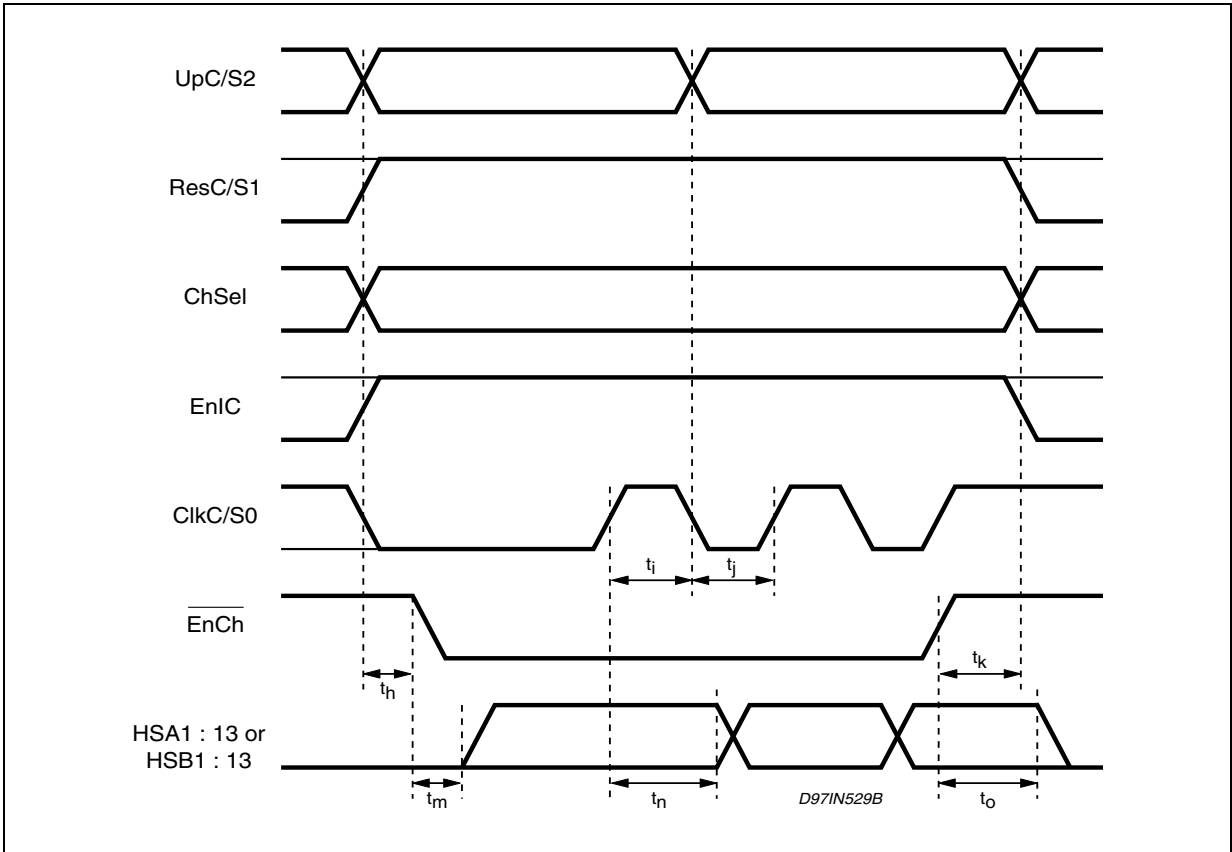 UpC/S2
ResC/S1
ChSel
EnIC
ClkC/S0
ti
tj
EnCh
th
tk
HSA1 : 13 or
HSB1 : 13
tm
tn
D97IN529B
to